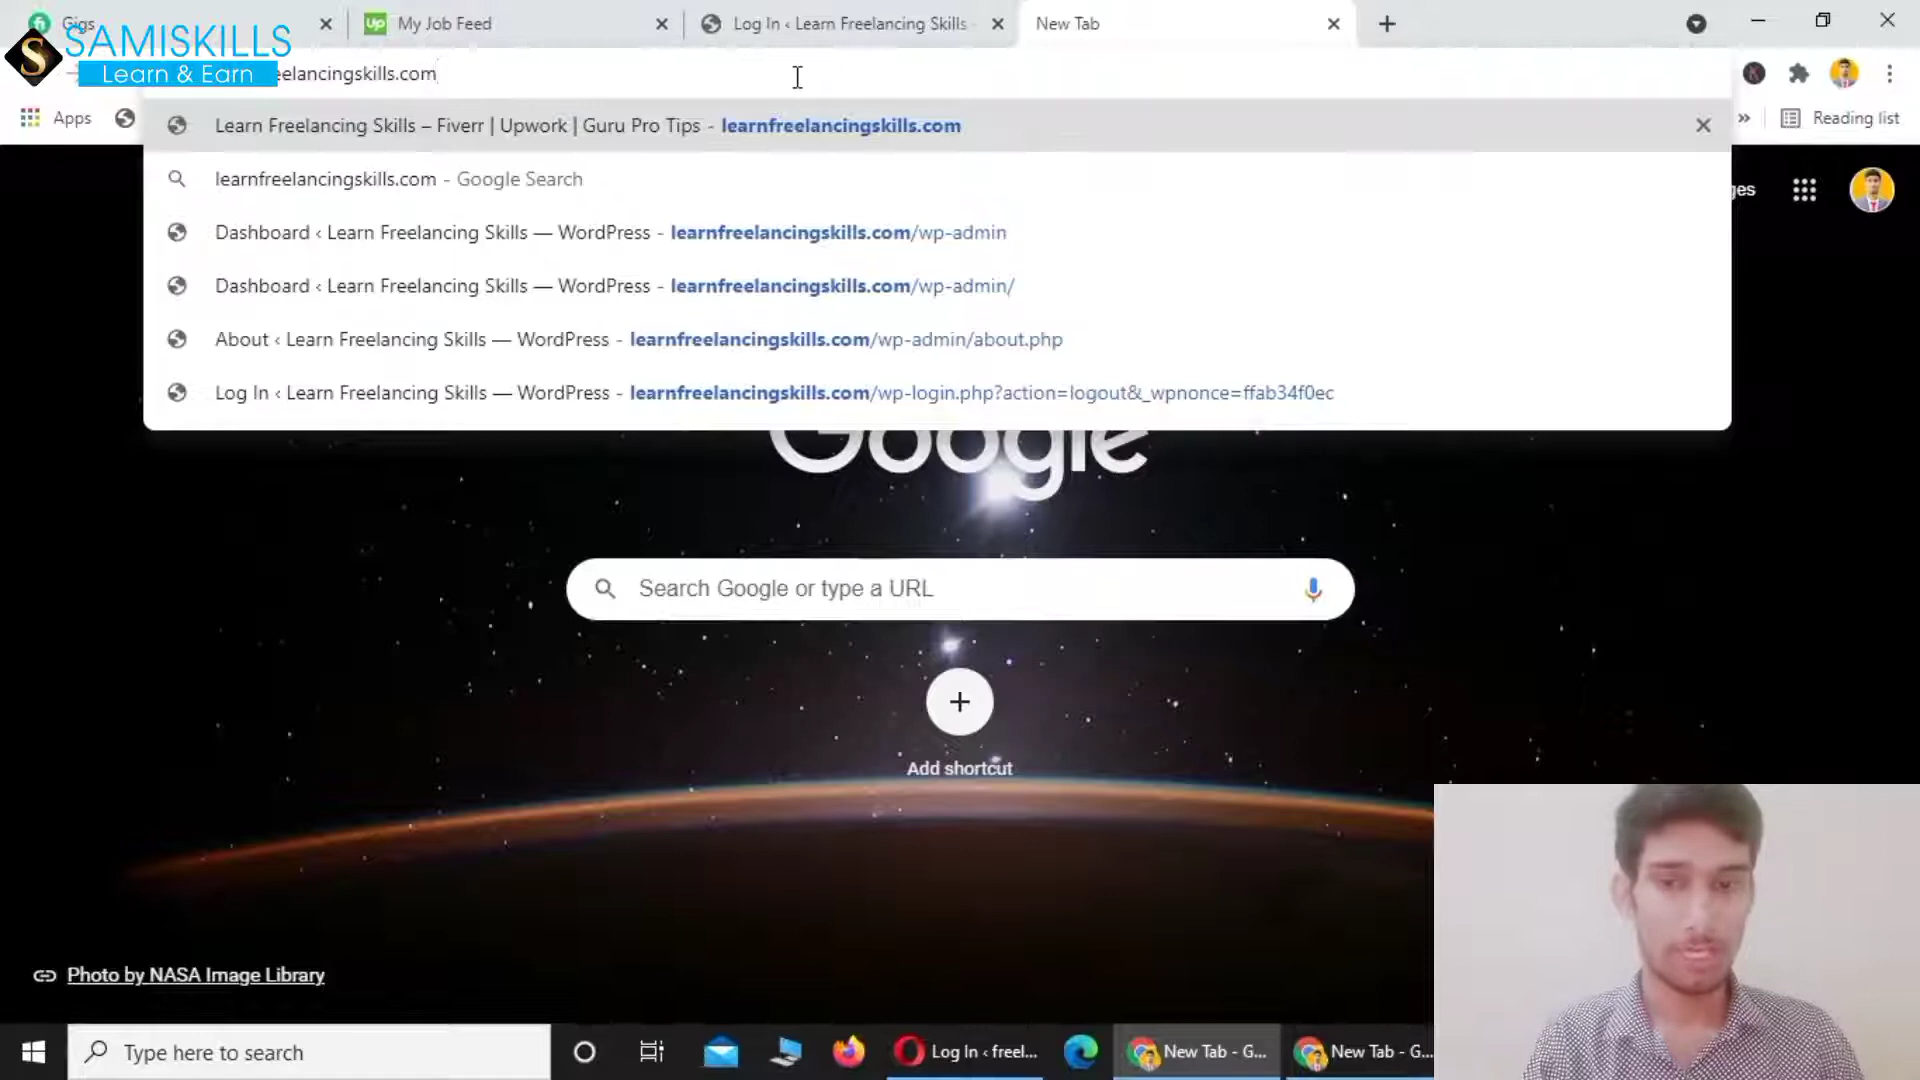 Gigs
My Job Feed
Log In ‹ Learn Freelancing Skills -
New Tab
SAMISKILLS
Learn & Earn
S
elancingskills.com
Apps
Reading list
Learn Freelancing Skills – Fiverr | Upwork | Guru Pro Tips - learnfreelancingskills.com
learnfreelancingskills.com - Google Search
Dashboard ‹ Learn Freelancing Skills — WordPress - learnfreelancingskills.com/wp-admin
Dashboard ‹ Learn Freelancing Skills — WordPress - learnfreelancingskills.com/wp-admin/
About ‹ Learn Freelancing Skills — WordPress - learnfreelancingskills.com/wp-admin/about.php
Log In ‹ Learn Freelancing Skills — WordPress - learnfreelancingskills.com/wp-login.php?action=logout&_wpnonce=ffab34f0ec
ges
Google
Search Google or type a URL
Add shortcut
Photo by NASA Image Library
Type here to search
Log In ‹ freel...
New Tab - G...
New Tab - G...